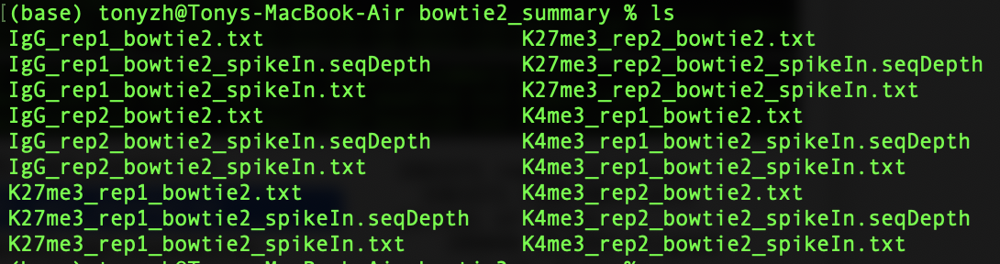 [(base) tonyzh@Tonys-MacBook-Air bowtie2_summary % ls
IgG_rep1_bowtie2.txt K27me3_rep2_bowtie2.txt
IgG_rep1_bowtie2_spikeIn.seqDepth K27me3_rep2_bowtie2_spikeIn.seqDepth
IgG_rep1_bowtie2_spikeIn.txt K27me3_rep2_bowtie2_spikeIn.txt
IgG_rep2_bowtie2.txt K4me3_rep1_bowtie2.txt
IgG_rep2_bowtie2_spikeIn.seqDepth K4me3_rep1_bowtie2_spikeIn.seqDepth
IgG_rep2_bowtie2_spikeIn.txt K4me3_rep1_bowtie2_spikeIn.txt
K27me3_rep1_bowtie2.txt K4me3_rep2_bowtie2.txt
K27me3_rep1_bowtie2_spikeIn.seqDepth K4me3_rep2_bowtie2_spikeIn.seqDepth
K27me3_rep1_bowtie2_spikeIn.txt K4me3_rep2_bowtie2_spikeIn.txt